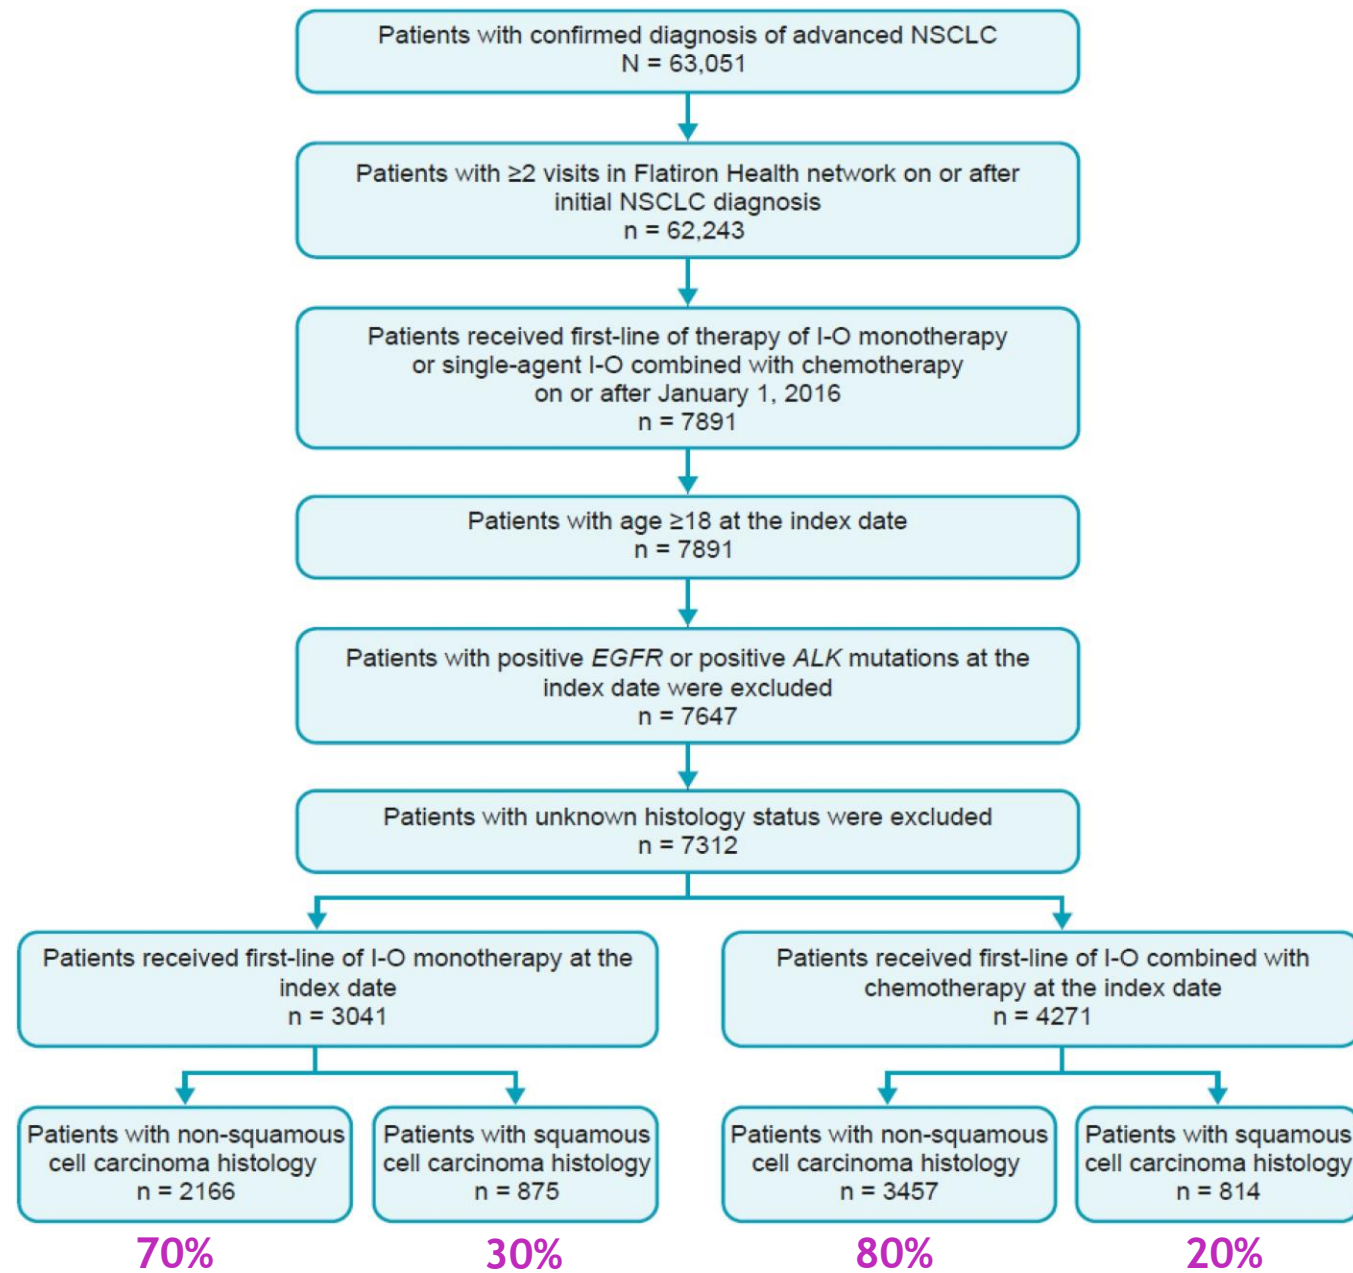 Patients with confirmed diagnosis of advanced NSCLC
N = 63,051
Patients with ≥2 visits in Flatiron Health network on or after
initial NSCLC diagnosis
n = 62,243
Patients received first-line of therapy of I-O monotherapy
or single-agent I-O combined with chemotherapy
on or after January 1, 2016
n = 7891
Patients with age ≥18 at the index date
n = 7891
Patients with positive EGFR or positive ALK mutations at the
index date were excluded
n = 7647
Patients with unknown histology status were excluded
n = 7312
Patients received first-line of I-O monotherapy at the
index date
n = 3041
Patients received first-line of I-O combined with
chemotherapy at the index date
n = 4271
Patients with non-squamous
cell carcinoma histology
n = 2166
Patients with squamous
cell carcinoma histology
n = 875
Patients with non-squamous
cell carcinoma histology
n = 3457
Patients with squamous
cell carcinoma histology
n = 814
70%
30%
80%
20%